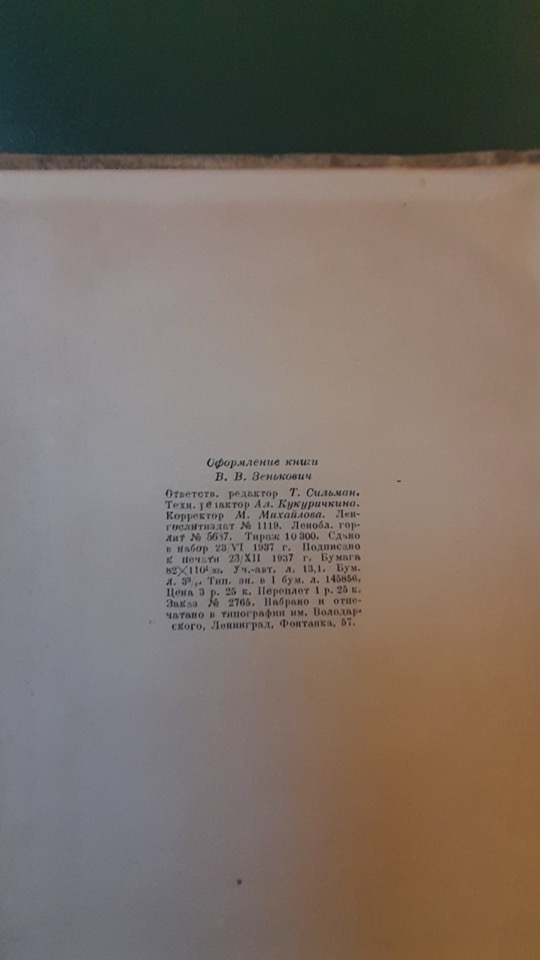 Оформление книги
В. В. Зенькович
Ответств. редактор Т. Сильман.
Техн. редактор Ал. Кукуричкина.
Корректор М. Михайлова. Лен-
гослитиздат № 1119. Ленобл. гор-
лит № 5687. Тираж 10 300. Сдано
в набор 23/VI 1937 г. Подписано
к печати 23/XII 1937 г. Бумага
82×110¹/₃₂. Уч.-авт. л. 13,1. Бум.
л. Тип. зн. в 1 бум. л. 145856.
Цена 3 р. 25 к. Переплет 1 р. 25 к.
Заказ № 2765. Набрано и отпе-
чатано в типографии им. Володар-
ского, Ленинград, Фонтанка, 57.